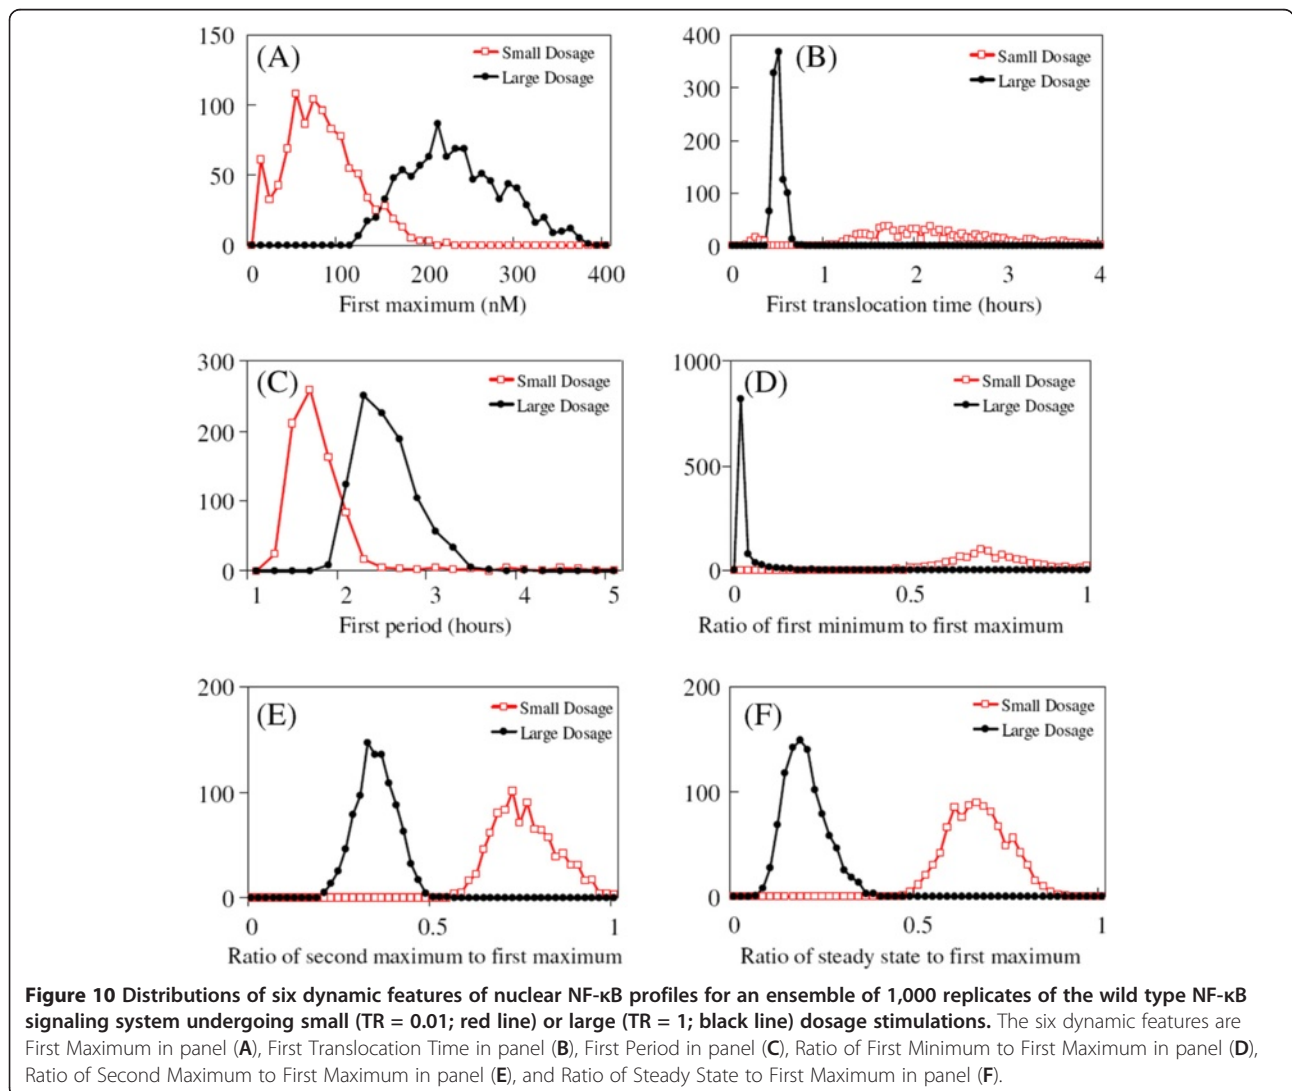 150
100
50
0
(A)
Small Dosage
Large Dosage
0 100 200 300 400
First maximum (nM)
400
300
200
100
0
(B)
Samll Dosage
Large Dosage
0 1 2 3 4
First translocation time (hours)
300
200
100
0
(C)
Small Dosage
Large Dosage
1 2 3 4 5
First period (hours)
1000
500
0
(D)
Small Dosage
Large Dosage
0 0.5 1
Ratio of first minimum to first maximum
200
100
0
(E)
Small Dosage
Large Dosage
0 0.5 1
Ratio of second maximum to first maximum
200
100
0
(F)
Small Dosage
Large Dosage
0 0.5 1
Ratio of steady state to first maximum
Figure 10 Distributions of six dynamic features of nuclear NF-κB profiles for an ensemble of 1,000 replicates of the wild type NF-κB
signaling system undergoing small (TR = 0.01; red line) or large (TR = 1; black line) dosage stimulations. The six dynamic features are
First Maximum in panel (A), First Translocation Time in panel (B), First Period in panel (C), Ratio of First Minimum to First Maximum in panel (D),
Ratio of Second Maximum to First Maximum in panel (E), and Ratio of Steady State to First Maximum in panel (F).